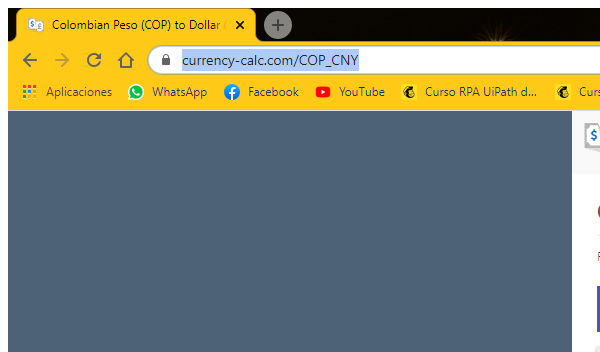 Colombian Peso (COP) to Dollar
currency-calc.com/COP_CNY
Aplicaciones WhatsApp Facebook YouTube Curso RPA UiPath d... Curs
$